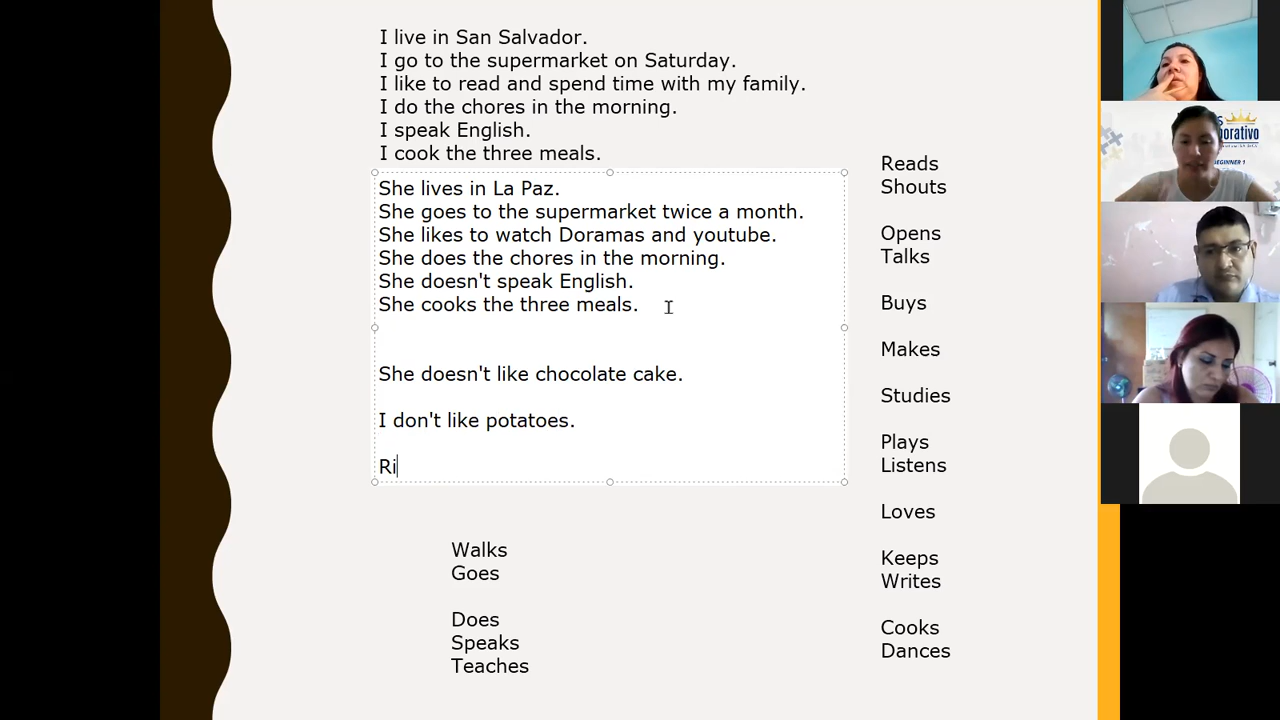 I live in San Salvador.
I go to the supermarket on Saturday.
I like to read and spend time with my family.
I do the chores in the morning.
I speak English.
I cook the three meals.
She lives in La Paz.
She goes to the supermarket twice a month.
She likes to watch Doramas and youtube.
She does the chores in the morning.
She doesn't speak English.
She cooks the three meals.
She doesn't like chocolate cake.
I don't like potatoes.
Ri
Walks
Goes
Does
Speaks
Teaches
Reads
Shouts
Opens
Talks
Buys
Makes
Studies
Plays
Listens
Loves
Keeps
Writes
Cooks
Dances
orativo